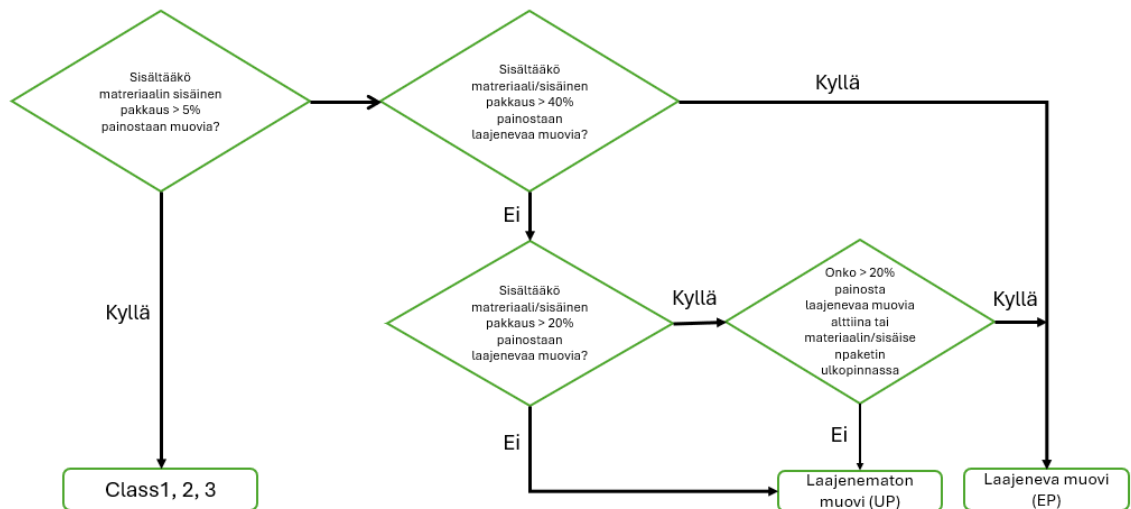 Sisältääkö
matreriaalin sisäinen
pakkaus > 5%
painostaan muovia?
Sisältääkö
matreriaali/sisäinen
pakkaus > 40%
painostaan
laajenevaa muovia?
Kyllä
Ei
Kyllä
Sisältääkö
matreriaali/sisäinen
pakkaus > 20%
painostaan
laajenevaa muovia?
Kyllä
Onko > 20%
painosta
laajenevaa muovia
alttiina tai
materiaalin/sisäise
npaketin
ulkopinnassa
Kyllä
Ei
Ei
Class1, 2, 3
Laajenematon
muovi (UP)
Laajeneva muovi
(EP)